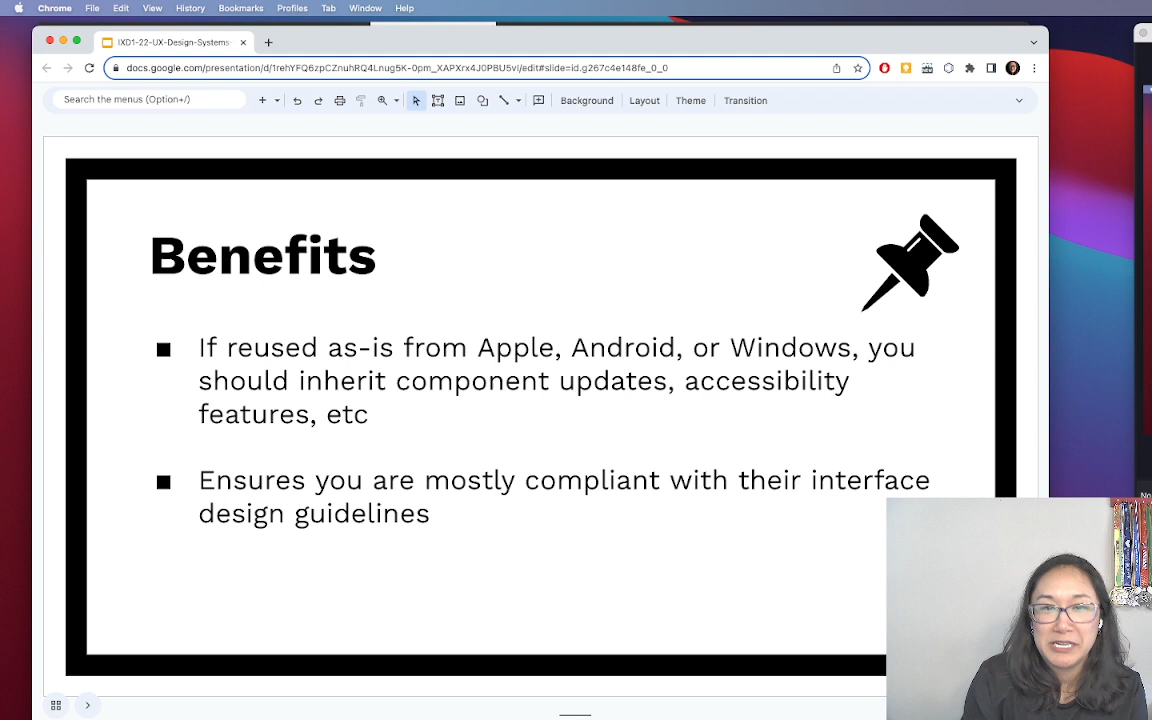 Chrome File Edit View History Bookmarks Profiles Tab Window Help
IXD1-22-UX-Design-Systems-
docs.google.com/presentation/d/1rehYFQ6zpCZnuhRQ4Lnug5K-0pm_XAPXrx4J0PBU5vI/edit#slide=id.g267c4e148fe_0_0
Search the menus (Option+/) Background Layout Theme Transition
Benefits
■ If reused as-is from Apple, Android, or Windows, you
should inherit component updates, accessibility
features, etc
■ Ensures you are mostly compliant with their interface
design guidelines
No